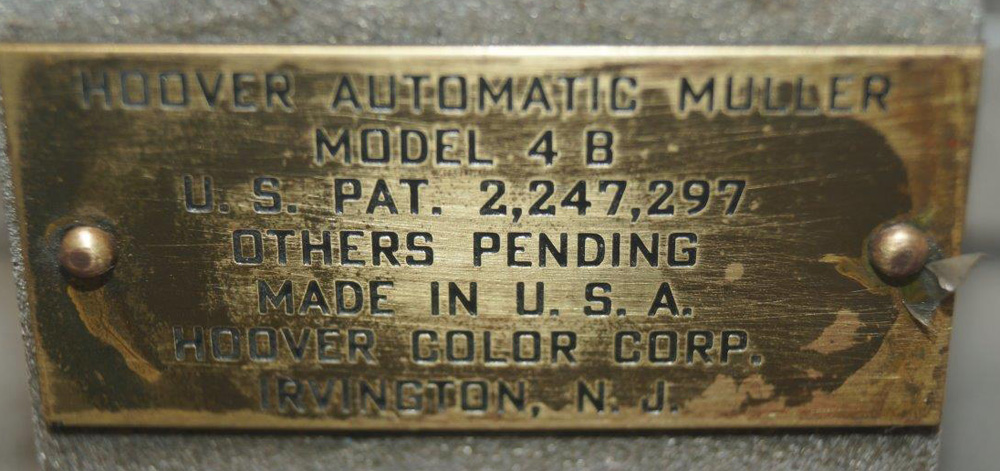 HOOVER AUTOMATIC MULLER
MODEL 4 B
U. S. PAT. 2,247,297
OTHERS PENDING
MADE IN U. S. A.
HOOVER COLOR CORP.
IRVINGTON, N. J.